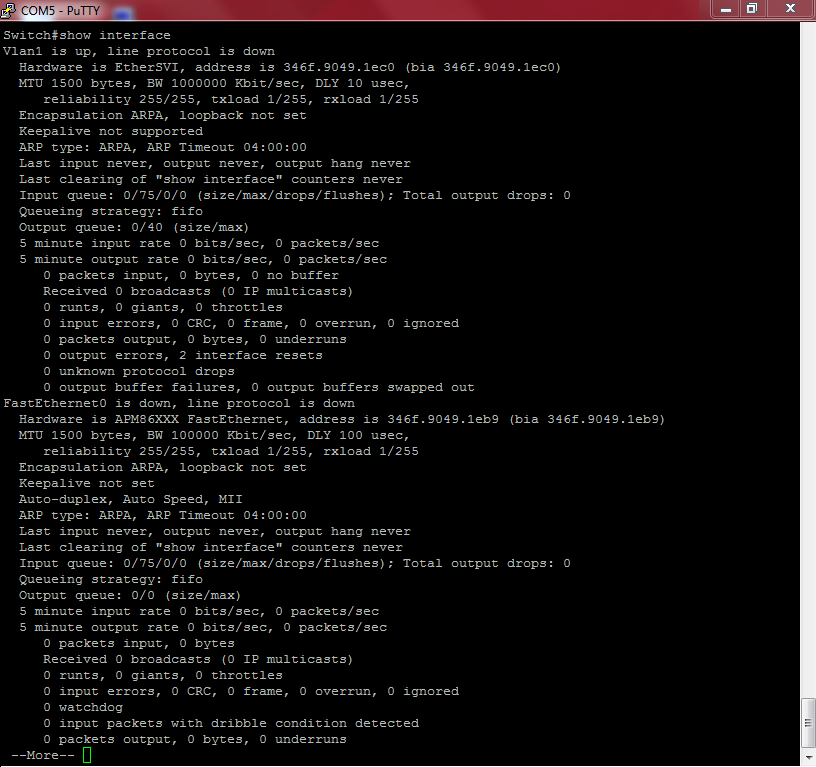 COM5 - PuTTY
Switch#show interface
Vlan1 is up, line protocol is down
  Hardware is EtherSVI, address is 346f.9049.1ec0 (bia 346f.9049.1ec0)
  MTU 1500 bytes, BW 1000000 Kbit/sec, DLY 10 usec,
     reliability 255/255, txload 1/255, rxload 1/255
  Encapsulation ARPA, loopback not set
  Keepalive not supported
  ARP type: ARPA, ARP Timeout 04:00:00
  Last input never, output never, output hang never
  Last clearing of "show interface" counters never
  Input queue: 0/75/0/0 (size/max/drops/flushes); Total output drops: 0
  Queueing strategy: fifo
  Output queue: 0/40 (size/max)
  5 minute input rate 0 bits/sec, 0 packets/sec
  5 minute output rate 0 bits/sec, 0 packets/sec
     0 packets input, 0 bytes, 0 no buffer
     Received 0 broadcasts (0 IP multicasts)
     0 runts, 0 giants, 0 throttles
     0 input errors, 0 CRC, 0 frame, 0 overrun, 0 ignored
     0 packets output, 0 bytes, 0 underruns
     0 output errors, 2 interface resets
     0 unknown protocol drops
     0 output buffer failures, 0 output buffers swapped out
FastEthernet0 is down, line protocol is down
  Hardware is APM86XXX FastEthernet, address is 346f.9049.1eb9 (bia 346f.9049.1eb9)
  MTU 1500 bytes, BW 100000 Kbit/sec, DLY 100 usec,
     reliability 255/255, txload 1/255, rxload 1/255
  Encapsulation ARPA, loopback not set
  Keepalive not set
  Auto-duplex, Auto Speed, MII
  ARP type: ARPA, ARP Timeout 04:00:00
  Last input never, output never, output hang never
  Last clearing of "show interface" counters never
  Input queue: 0/75/0/0 (size/max/drops/flushes); Total output drops: 0
  Queueing strategy: fifo
  Output queue: 0/0 (size/max)
  5 minute input rate 0 bits/sec, 0 packets/sec
  5 minute output rate 0 bits/sec, 0 packets/sec
     0 packets input, 0 bytes
     Received 0 broadcasts (0 IP multicasts)
     0 runts, 0 giants, 0 throttles
     0 input errors, 0 CRC, 0 frame, 0 overrun, 0 ignored
     0 watchdog
     0 input packets with dribble condition detected
     0 packets output, 0 bytes, 0 underruns
 --More--